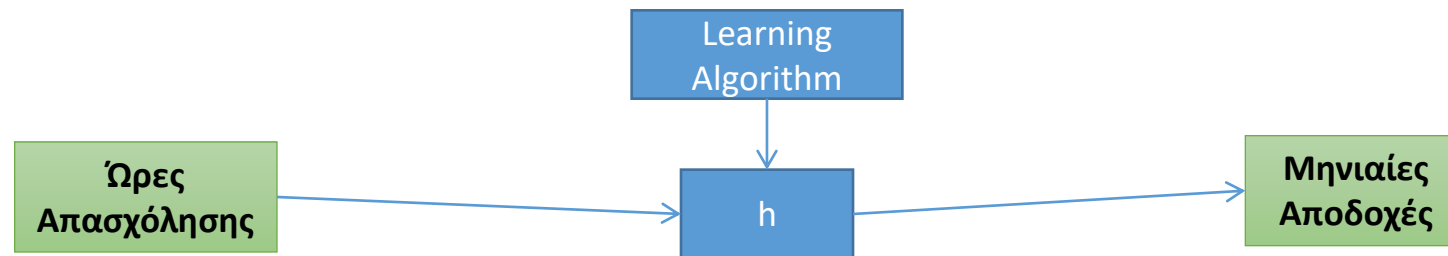 Learning
Algorithm
Ώρες
Απασχόλησης
h
Μηνιαίες
Αποδοχές